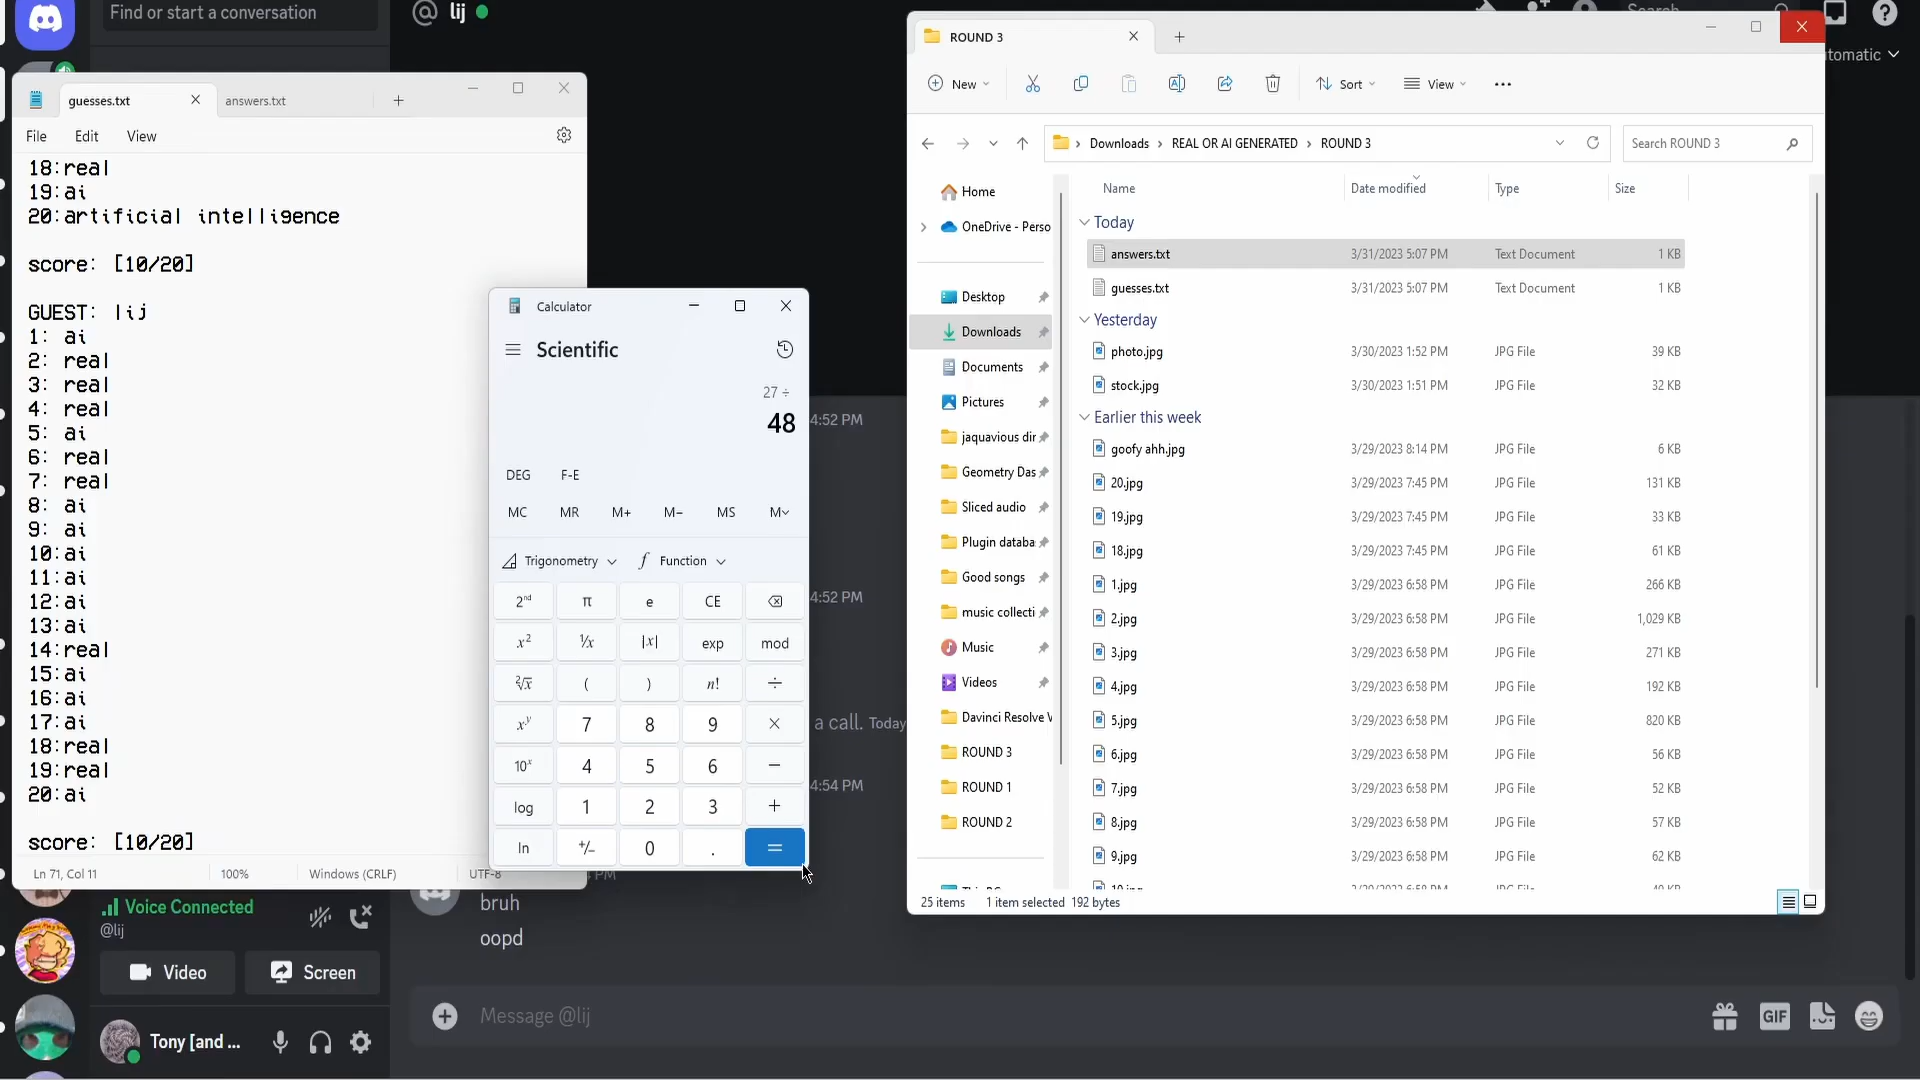 Find or start a conversation
lij
Search
tomatic
guesses.txt
answers.txt
File
Edit
View
18:real
19:ai
20:artificial intelligence
score: [10/20]
GUEST: lij
1: ai
2: real
3: real
4: real
5: ai
6: real
7: real
8: ai
9: ai
10:ai
11:ai
12:ai
13:ai
14:real
15:ai
16:ai
17:ai
18:real
19:real
20:ai
score: [10/20]
Ln 71, Col 11
100%
Windows (CRLF)
UTF-8
Calculator
Scientific
27 ÷
48
DEG F-E
MC MR M+ M- MS M
Trigonometry Function
2nd π e CE
x² ¹/x |x| exp mod
²√x ( ) n! ÷
xʸ 7 8 9 ×
10ˣ 4 5 6 −
log 1 2 3 +
ln +/− 0 . =
4:52 PM
4:52 PM
a call. Today
4:54 PM
PM
bruh
oopd
Message @lij
GIF
Voice Connected
@lij
Video
Screen
Tony [and ...
ROUND 3
New
Sort
View
Downloads > REAL OR AI GENERATED > ROUND 3
Search ROUND 3
Home
OneDrive - Perso
Desktop
Downloads
Documents
Pictures
jaquavious dir
Geometry Das
Sliced audio
Plugin databa
Good songs
music collecti
Music
Videos
Davinci Resolve V
ROUND 3
ROUND 1
ROUND 2
Name Date modified Type Size
Today
answers.txt 3/31/2023 5:07 PM Text Document 1 KB
guesses.txt 3/31/2023 5:07 PM Text Document 1 KB
Yesterday
photo.jpg 3/30/2023 1:52 PM JPG File 39 KB
stock.jpg 3/30/2023 1:51 PM JPG File 32 KB
Earlier this week
goofy ahh.jpg 3/29/2023 8:14 PM JPG File 6 KB
20.jpg 3/29/2023 7:45 PM JPG File 131 KB
19.jpg 3/29/2023 7:45 PM JPG File 33 KB
18.jpg 3/29/2023 7:45 PM JPG File 61 KB
1.jpg 3/29/2023 6:58 PM JPG File 266 KB
2.jpg 3/29/2023 6:58 PM JPG File 1,029 KB
3.jpg 3/29/2023 6:58 PM JPG File 271 KB
4.jpg 3/29/2023 6:58 PM JPG File 192 KB
5.jpg 3/29/2023 6:58 PM JPG File 820 KB
6.jpg 3/29/2023 6:58 PM JPG File 56 KB
7.jpg 3/29/2023 6:58 PM JPG File 52 KB
8.jpg 3/29/2023 6:58 PM JPG File 57 KB
9.jpg 3/29/2023 6:58 PM JPG File 62 KB
25 items 1 item selected 192 bytes